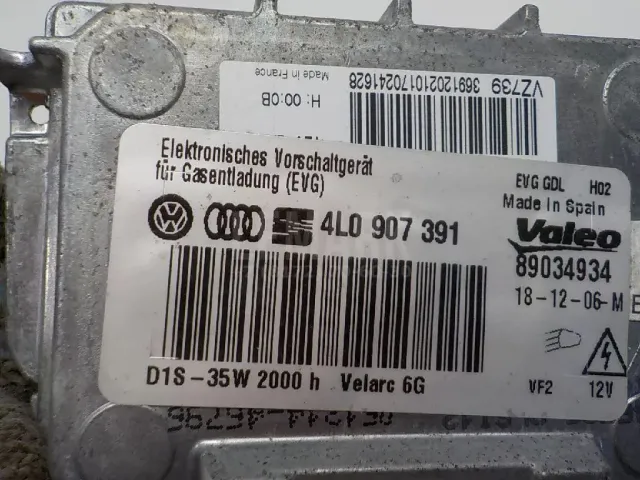 VZ739 369120210170241628
Made in France
H: 00:0B
Elektronisches Vorschaltgerät
für Gasentladung (EVG)
EVG GDL H02
Made in Spain
4L0 907 391
Valeo
89034934
18-12-06-M
D1S -35W 2000 h Velarc 6G
VF2 12V